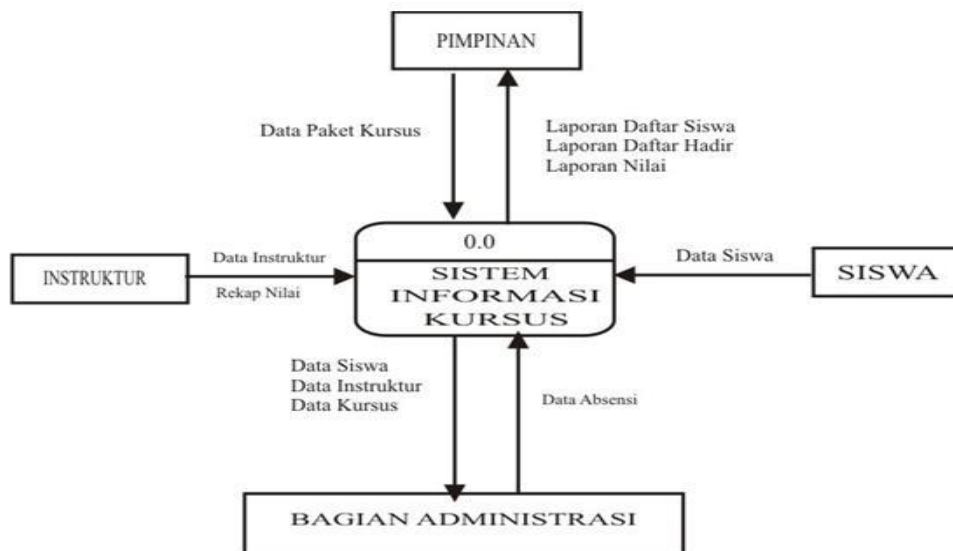 PIMPINAN
Data Paket Kursus
Laporan Daftar Siswa
Laporan Daftar Hadir
Laporan Nilai
0.0
SISTEM
INFORMASI
KURSUS
INSTRUKTUR
Data Instruktur
Rekap Nilai
Data Siswa
SISWA
Data Siswa
Data Instruktur
Data Kursus
Data Absensi
BAGIAN ADMINISTRASI